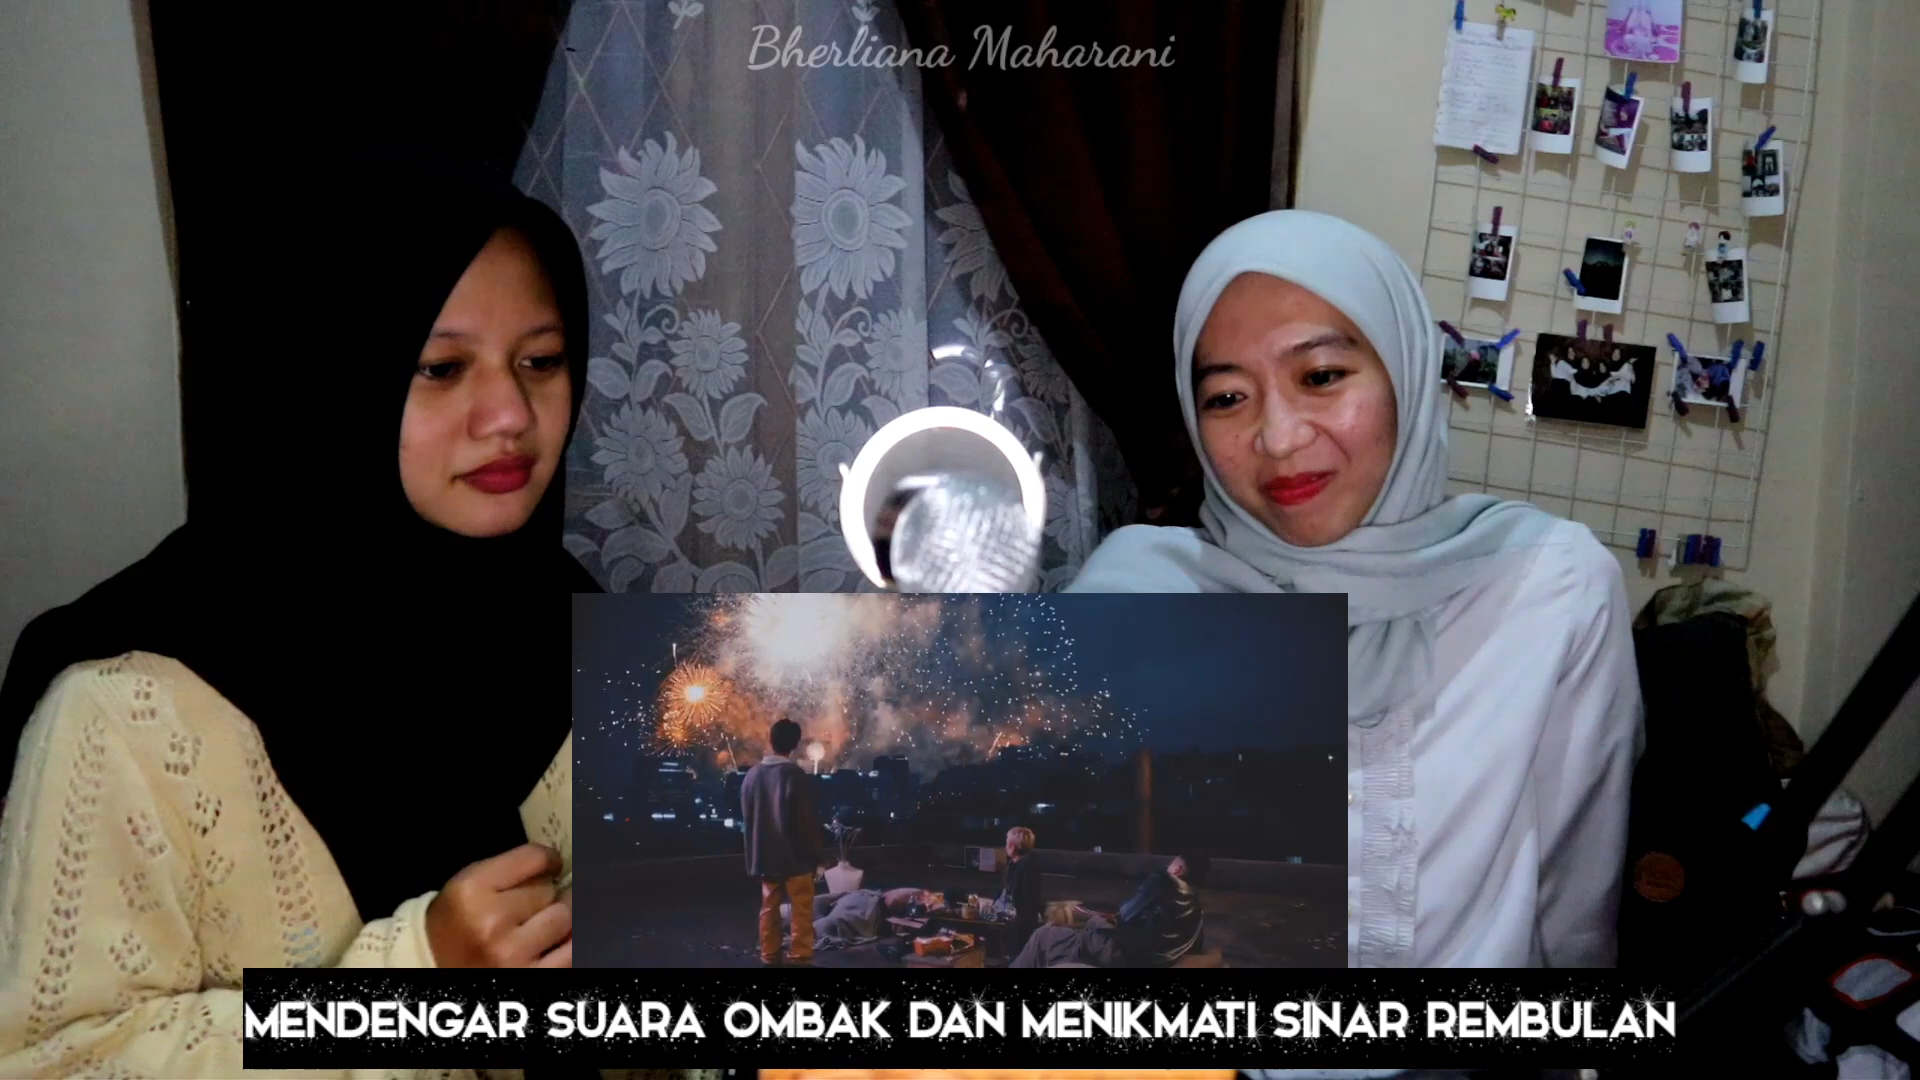 Bherliana Maharani
MENDENGAR SUARA OMBAK DAN MENIKMATI SINAR REMBULAN